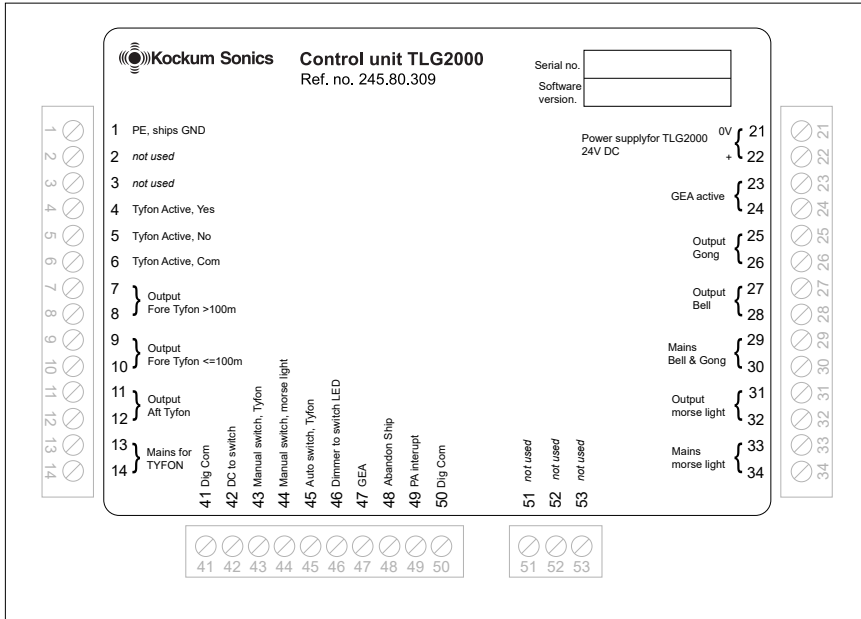 Kockum Sonics
Control unit TLG2000
Ref. no. 245.80.309
Serial no.
Software
version.
1 PE, ships GND
2 not used
3 not used
4 Tyfon Active, Yes
5 Tyfon Active, No
6 Tyfon Active, Com
7
8
Output
Fore Tyfon >100m
9
10
Output
Fore Tyfon <=100m
11
12
Output
Aft Tyfon
13
14
Mains for
TYFON
41 Dig Com
42 DC to switch
43 Manual switch, Tyfon
44 Manual switch, morse light
45 Auto switch, Tyfon
46 Dimmer to switch LED
47 GEA
48 Abandon Ship
49 PA interupt
50 Dig Com
51 not used
52 not used
53 not used
Power supplyfor TLG2000
24V DC
0V 21
+ 22
GEA active
23
24
Output
Gong
25
26
Output
Bell
27
28
Mains
Bell & Gong
29
30
Output
morse light
31
32
Mains
morse light
33
34
1
2
3
4
5
6
7
8
9
10
11
12
13
14
21
22
23
24
25
26
27
28
29
30
31
32
33
34
41 42 43 44 45 46 47 48 49 50
51 52 53